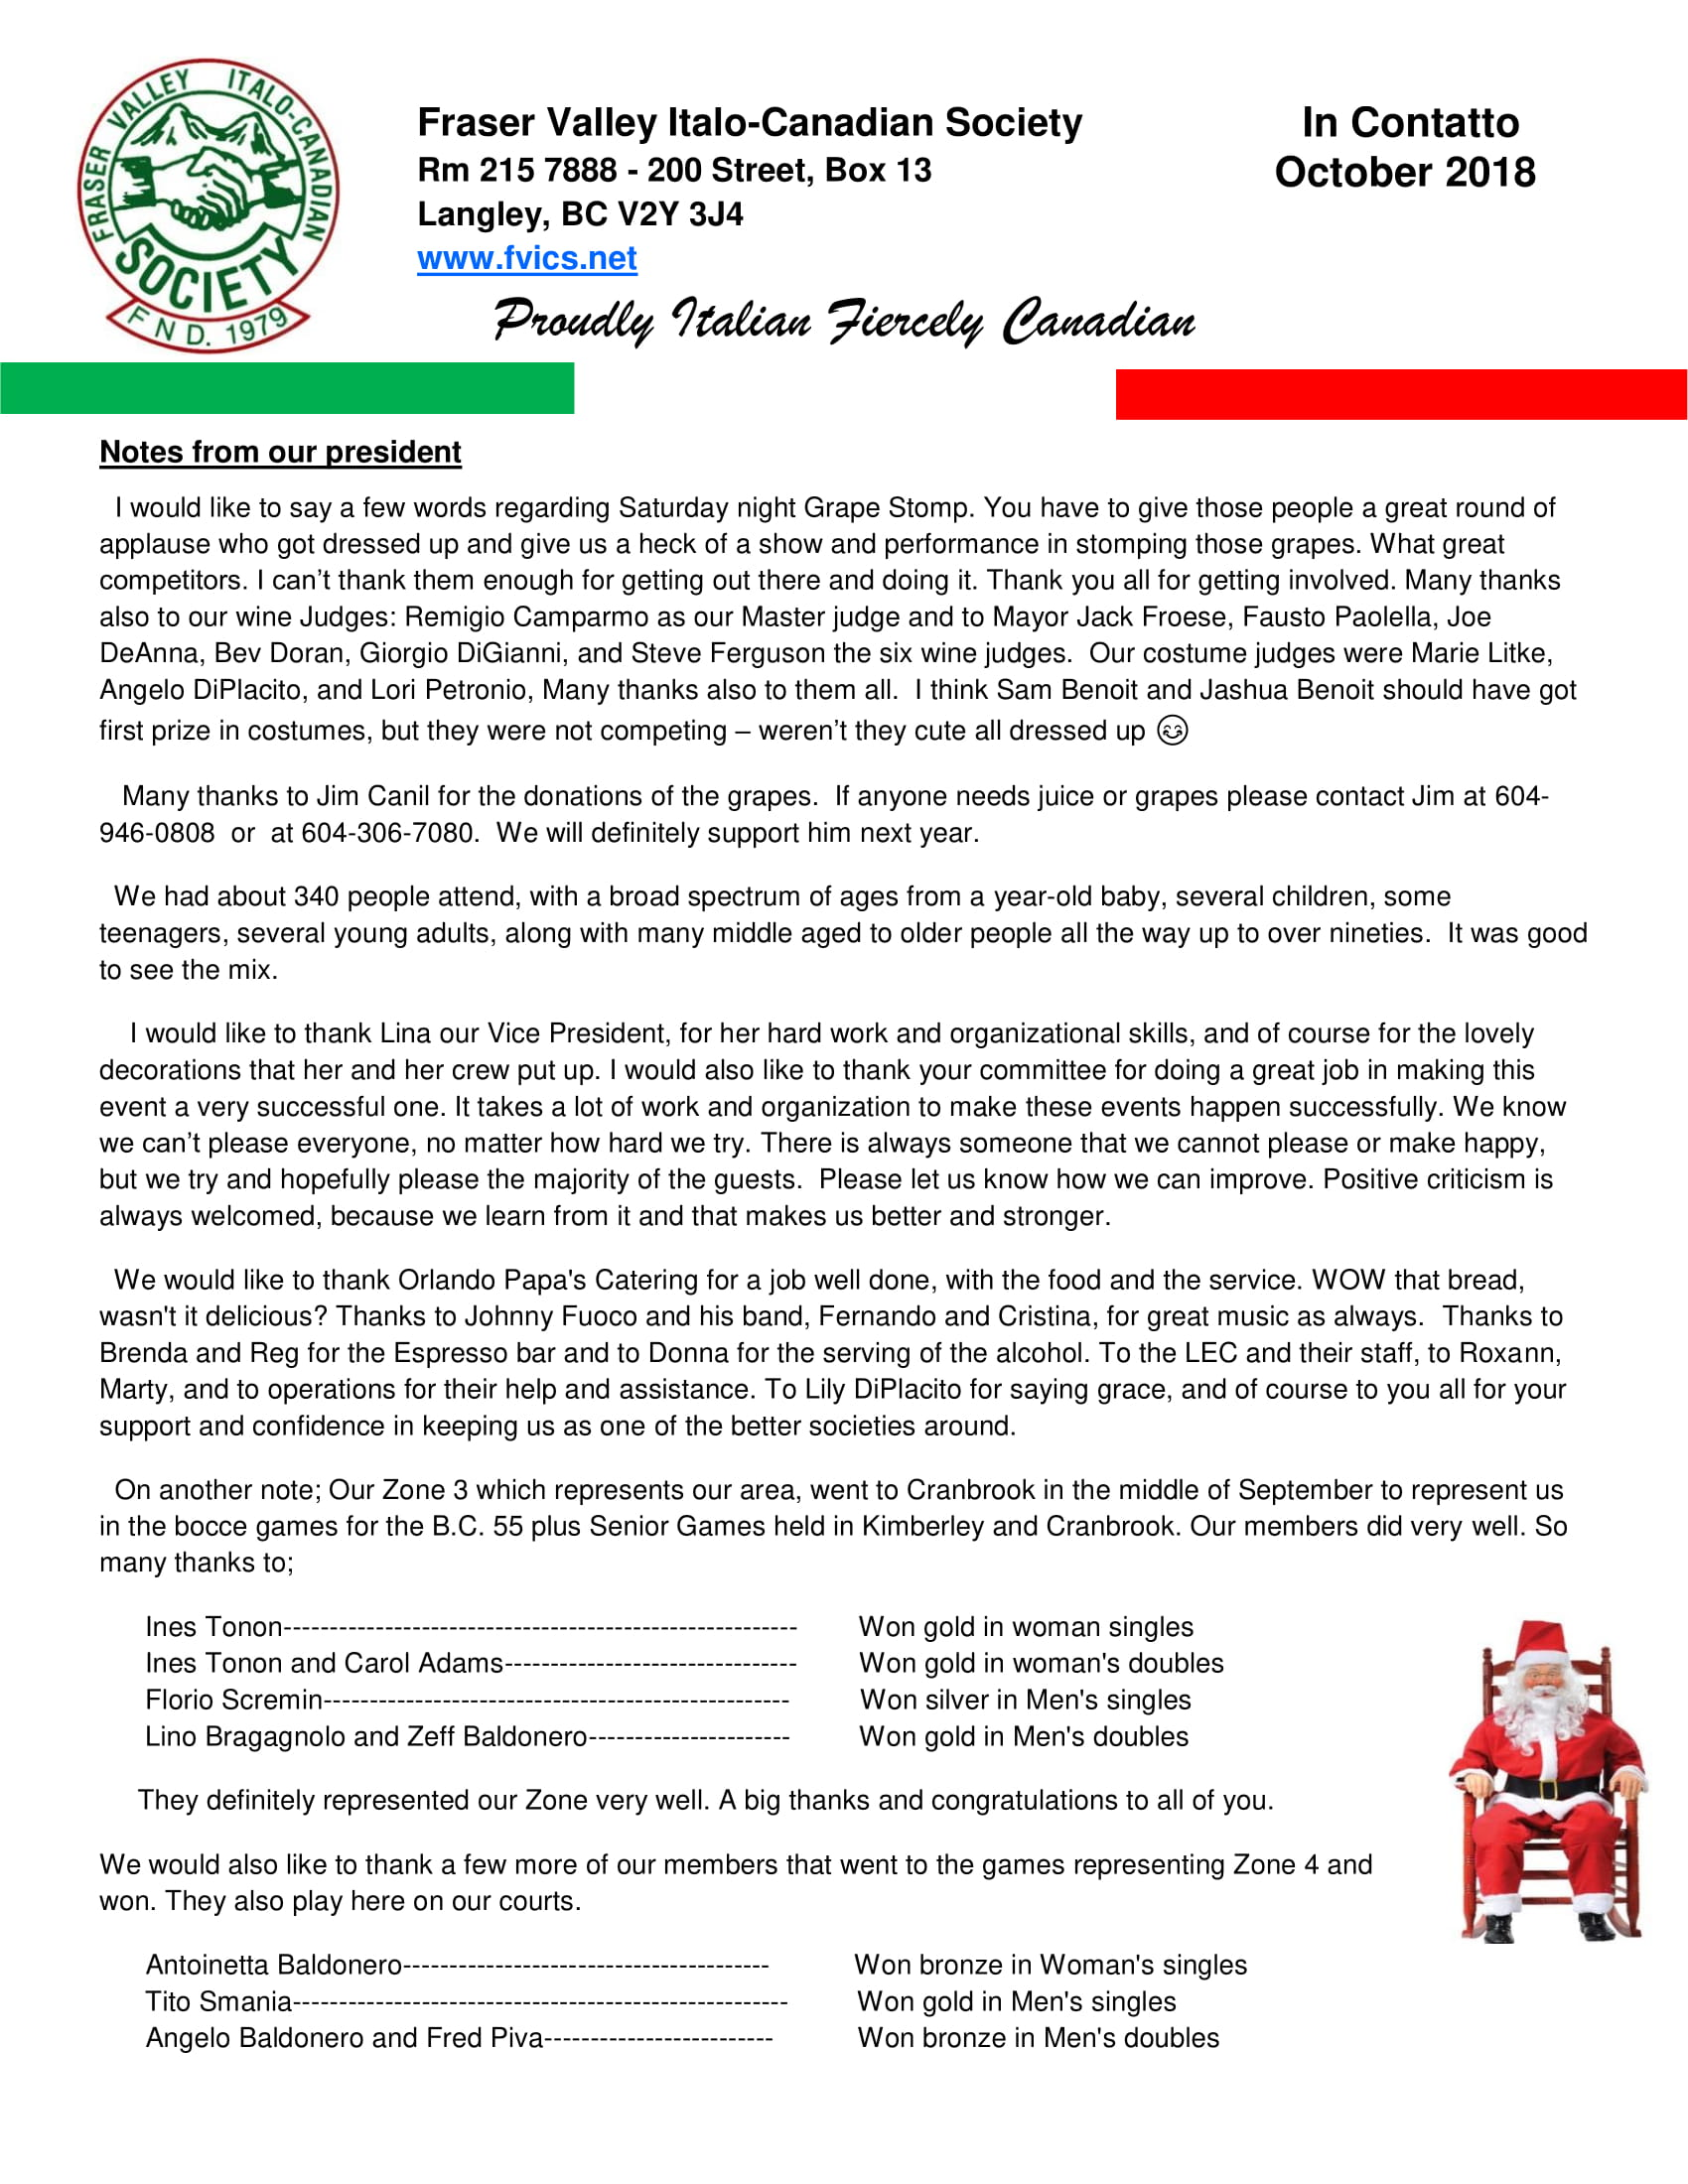 FRASER VALLEY ITALO-CANADIAN
SOCIETY
FND. 1979
Fraser Valley Italo-Canadian Society
Rm 215 7888 - 200 Street, Box 13
Langley, BC V2Y 3J4
www.fvics.net
In Contatto
October 2018
Proudly Italian Fiercely Canadian
Notes from our president
I would like to say a few words regarding Saturday night Grape Stomp. You have to give those people a great round of
applause who got dressed up and give us a heck of a show and performance in stomping those grapes. What great
competitors. I can’t thank them enough for getting out there and doing it. Thank you all for getting involved. Many thanks
also to our wine Judges: Remigio Camparmo as our Master judge and to Mayor Jack Froese, Fausto Paolella, Joe
DeAnna, Bev Doran, Giorgio DiGianni, and Steve Ferguson the six wine judges.  Our costume judges were Marie Litke,
Angelo DiPlacito, and Lori Petronio, Many thanks also to them all.  I think Sam Benoit and Jashua Benoit should have got
first prize in costumes, but they were not competing – weren’t they cute all dressed up 😊
Many thanks to Jim Canil for the donations of the grapes.  If anyone needs juice or grapes please contact Jim at 604-
946-0808  or  at 604-306-7080.  We will definitely support him next year.
We had about 340 people attend, with a broad spectrum of ages from a year-old baby, several children, some
teenagers, several young adults, along with many middle aged to older people all the way up to over nineties.  It was good
to see the mix.
I would like to thank Lina our Vice President, for her hard work and organizational skills, and of course for the lovely
decorations that her and her crew put up. I would also like to thank your committee for doing a great job in making this
event a very successful one. It takes a lot of work and organization to make these events happen successfully. We know
we can’t please everyone, no matter how hard we try. There is always someone that we cannot please or make happy,
but we try and hopefully please the majority of the guests.  Please let us know how we can improve. Positive criticism is
always welcomed, because we learn from it and that makes us better and stronger.
We would like to thank Orlando Papa's Catering for a job well done, with the food and the service. WOW that bread,
wasn't it delicious? Thanks to Johnny Fuoco and his band, Fernando and Cristina, for great music as always.  Thanks to
Brenda and Reg for the Espresso bar and to Donna for the serving of the alcohol. To the LEC and their staff, to Roxann,
Marty, and to operations for their help and assistance. To Lily DiPlacito for saying grace, and of course to you all for your
support and confidence in keeping us as one of the better societies around.
On another note; Our Zone 3 which represents our area, went to Cranbrook in the middle of September to represent us
in the bocce games for the B.C. 55 plus Senior Games held in Kimberley and Cranbrook. Our members did very well. So
many thanks to;
Ines Tonon-------------------------------------------------------- Won gold in woman singles
Ines Tonon and Carol Adams-------------------------------- Won gold in woman's doubles
Florio Scremin--------------------------------------------------- Won silver in Men's singles
Lino Bragagnolo and Zeff Baldonero---------------------- Won gold in Men's doubles
They definitely represented our Zone very well. A big thanks and congratulations to all of you.
We would also like to thank a few more of our members that went to the games representing Zone 4 and
won. They also play here on our courts.
Antoinetta Baldonero---------------------------------------- Won bronze in Woman's singles
Tito Smania------------------------------------------------------ Won gold in Men's singles
Angelo Baldonero and Fred Piva------------------------- Won bronze in Men's doubles